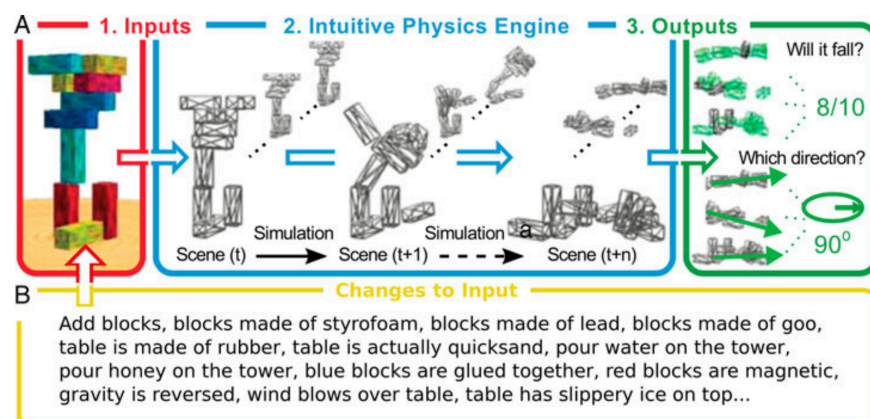 A
1. Inputs
2. Intuitive Physics Engine
3. Outputs
Will it fall?
8/10
Which direction?
90°
Simulation
Simulation
a
Scene (t)
Scene (t+1)
Scene (t+n)
B
Changes to Input
Add blocks, blocks made of styrofoam, blocks made of lead, blocks made of goo,
table is made of rubber, table is actually quicksand, pour water on the tower,
pour honey on the tower, blue blocks are glued together, red blocks are magnetic,
gravity is reversed, wind blows over table, table has slippery ice on top...